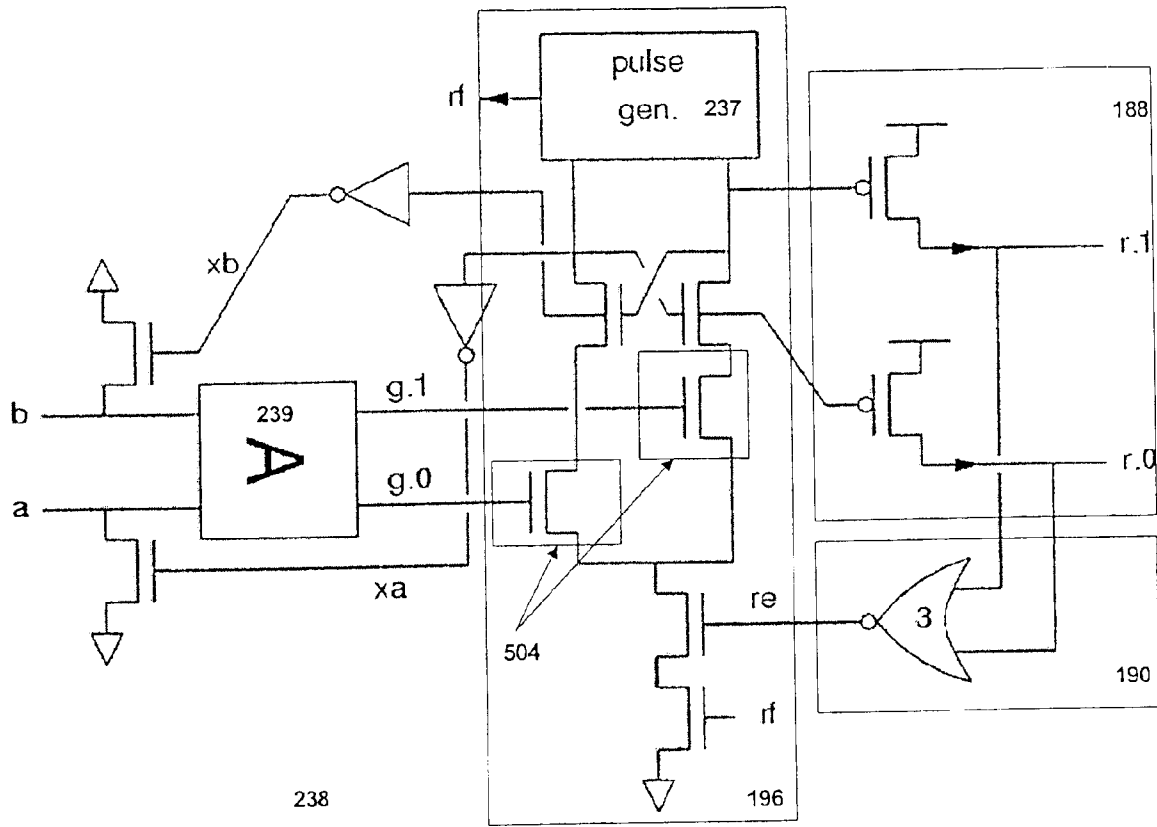 pulse
gen. 237
rf
188
r.1
xb
b
239
A
g.1
g.0
a
r.0
xa
504
re
3
190
rf
238
196